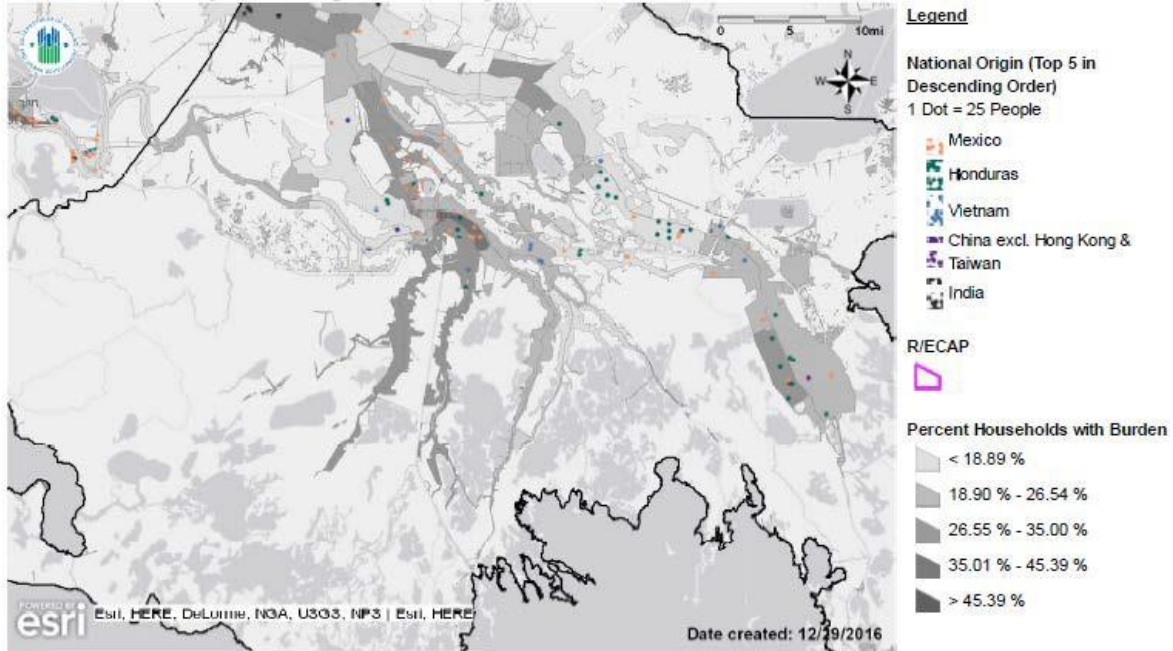 0 5 10mi
N
W E
S
Legend
National Origin (Top 5 in
Descending Order)
1 Dot = 25 People
Mexico
Honduras
Vietnam
China excl. Hong Kong &
Taiwan
India
R/ECAP
Percent Households with Burden
< 18.89 %
18.90 % - 26.54 %
26.55 % - 35.00 %
35.01 % - 45.39 %
> 45.39 %
POWERED BY
esri
Esri, HERE, DeLorme, NGA, USGS, NPS | Esri, HERE
Date created: 12/29/2016